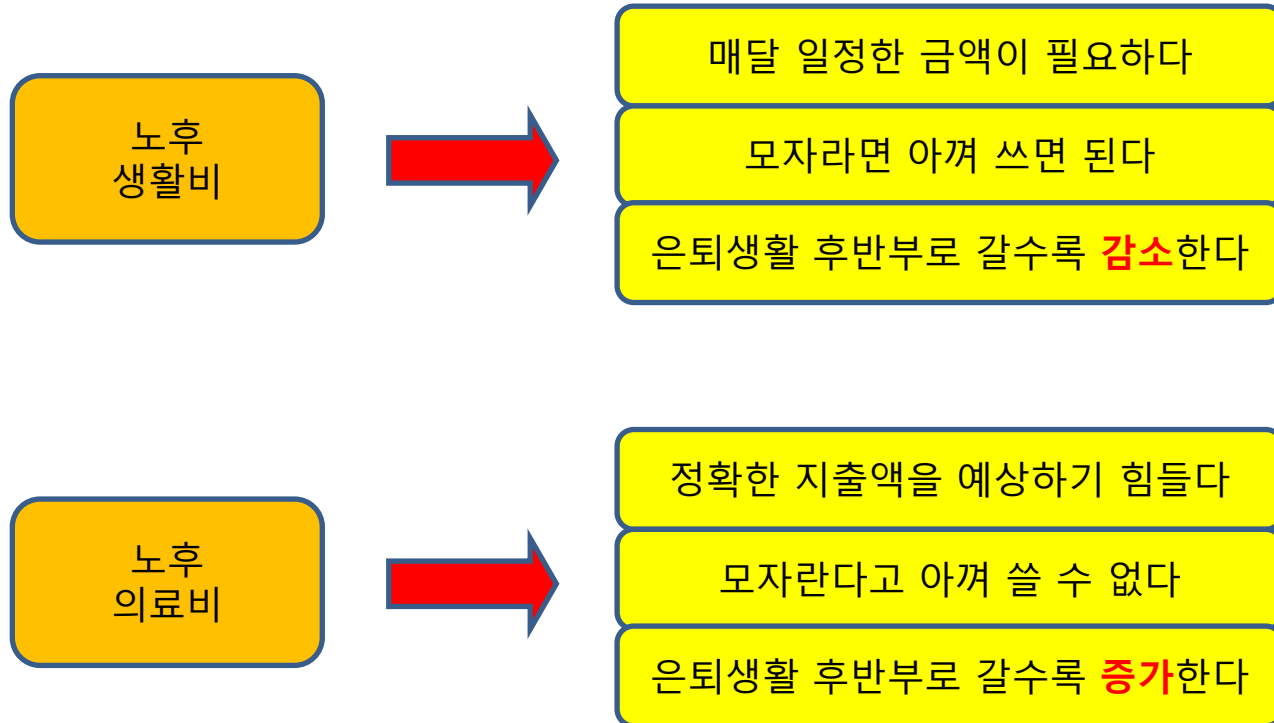 노후
생활비
매달 일정한 금액이 필요하다
모자라면 아껴 쓰면 된다
은퇴생활 후반부로 갈수록 감소한다
노후
의료비
정확한 지출액을 예상하기 힘들다
모자란다고 아껴 쓸 수 없다
은퇴생활 후반부로 갈수록 증가한다